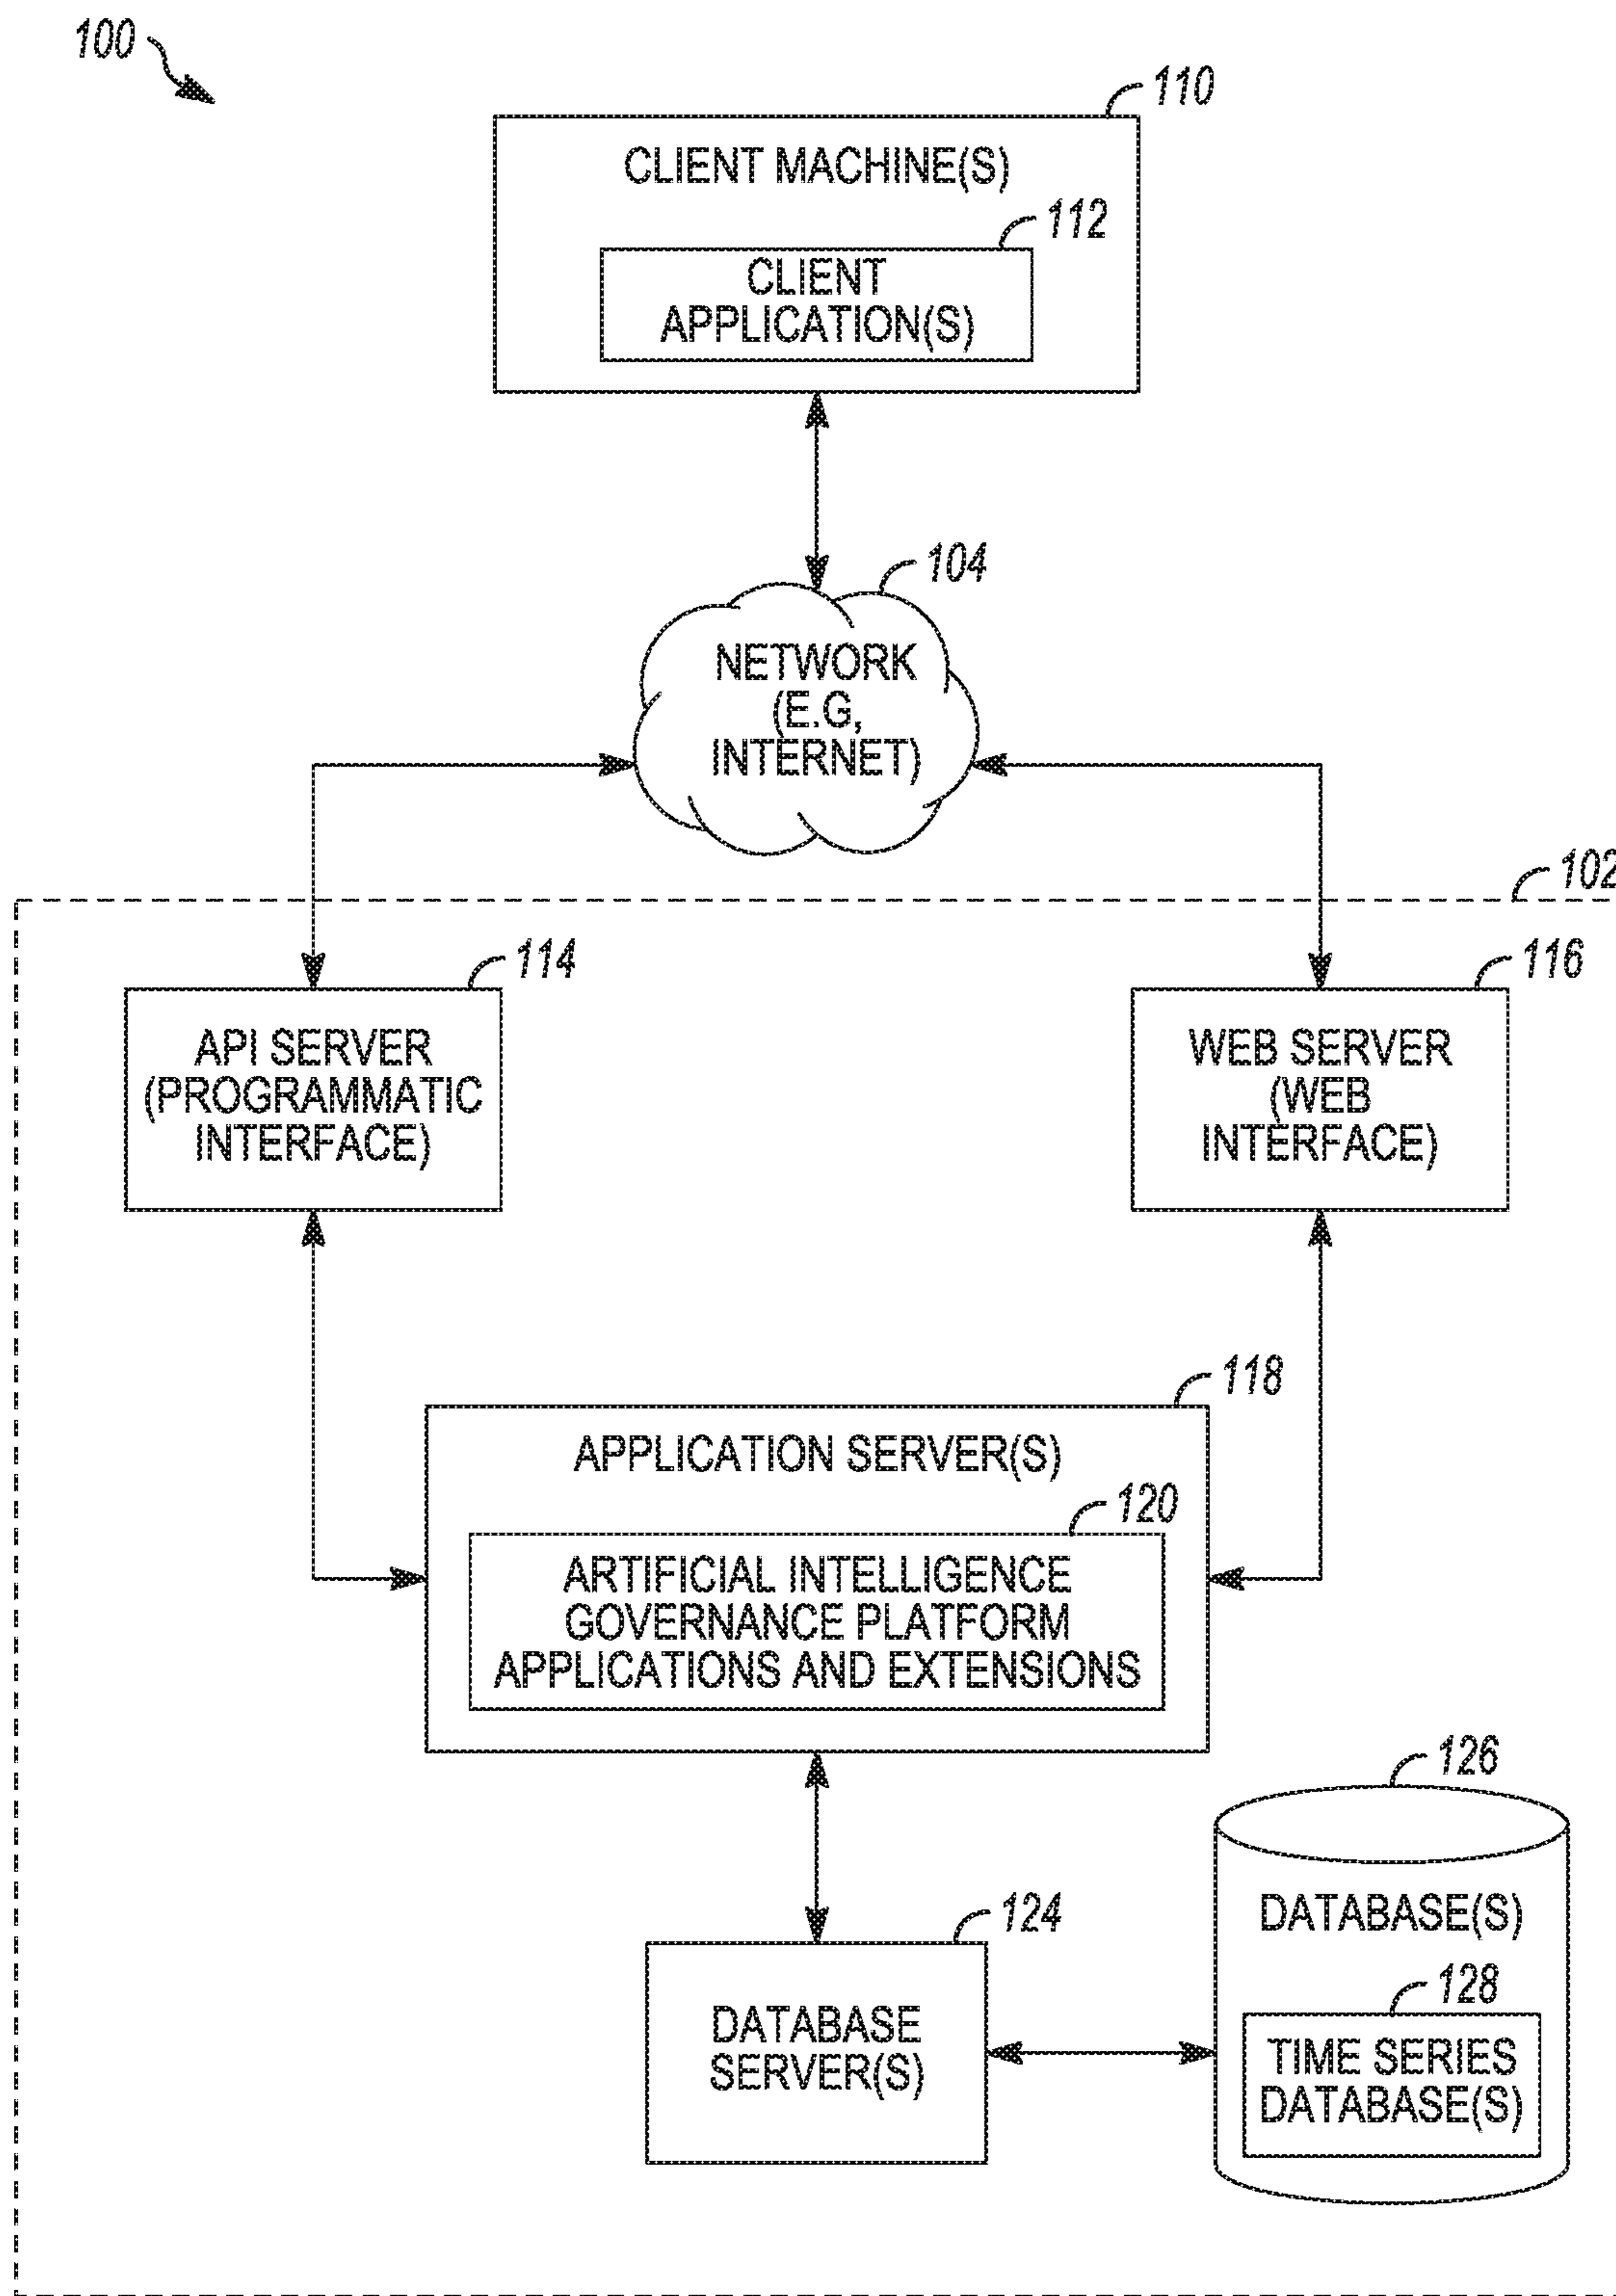 100
110
CLIENT MACHINE(S)
112
CLIENT
APPLICATION(S)
104
NETWORK
(E.G,
INTERNET)
102
114
API SERVER
(PROGRAMMATIC
INTERFACE)
116
WEB SERVER
(WEB
INTERFACE)
118
APPLICATION SERVER(S)
120
ARTIFICIAL INTELLIGENCE
GOVERNANCE PLATFORM
APPLICATIONS AND EXTENSIONS
126
DATABASE(S)
124
DATABASE
SERVER(S)
128
TIME SERIES
DATABASE(S)